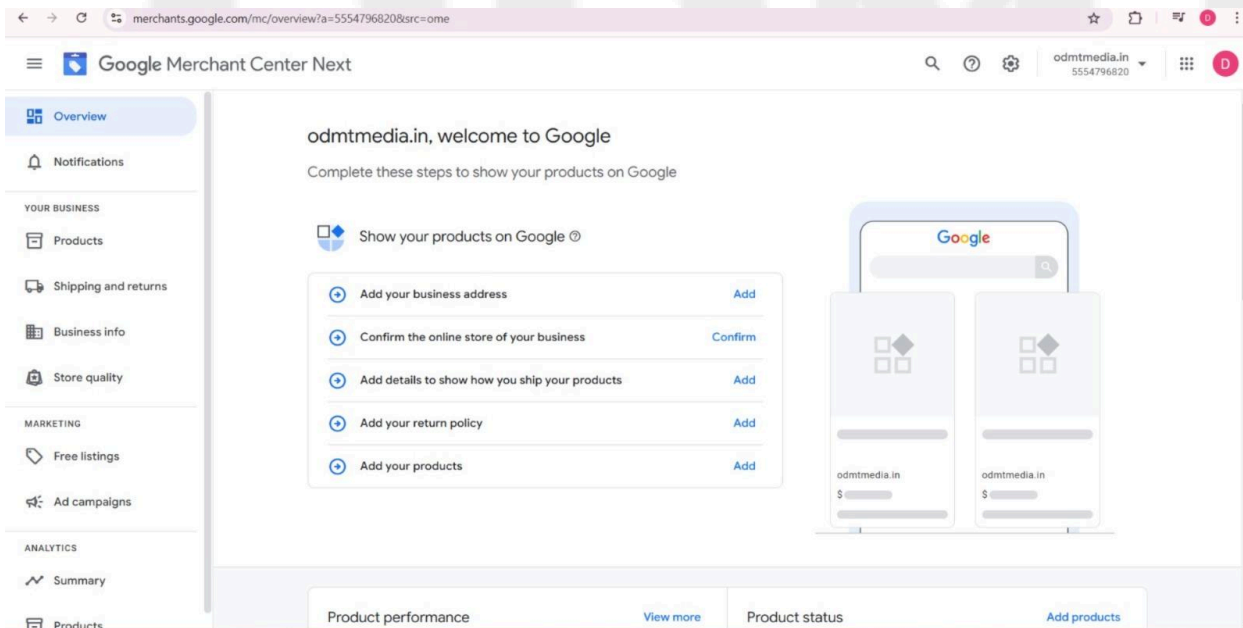 merchants.google.com/mc/overview?a=5554796820&src=ome
D
Google Merchant Center Next
odmtmedia.in
5554796820
D
Overview
Notifications
YOUR BUSINESS
Products
Shipping and returns
Business info
Store quality
MARKETING
Free listings
Ad campaigns
ANALYTICS
Summary
Products
odmtmedia.in, welcome to Google
Complete these steps to show your products on Google
Show your products on Google
Add your business address Add
Confirm the online store of your business Confirm
Add details to show how you ship your products Add
Add your return policy Add
Add your products Add
Google
odmtmedia.in odmtmedia.in
$ $
Product performance View more
Product status Add products